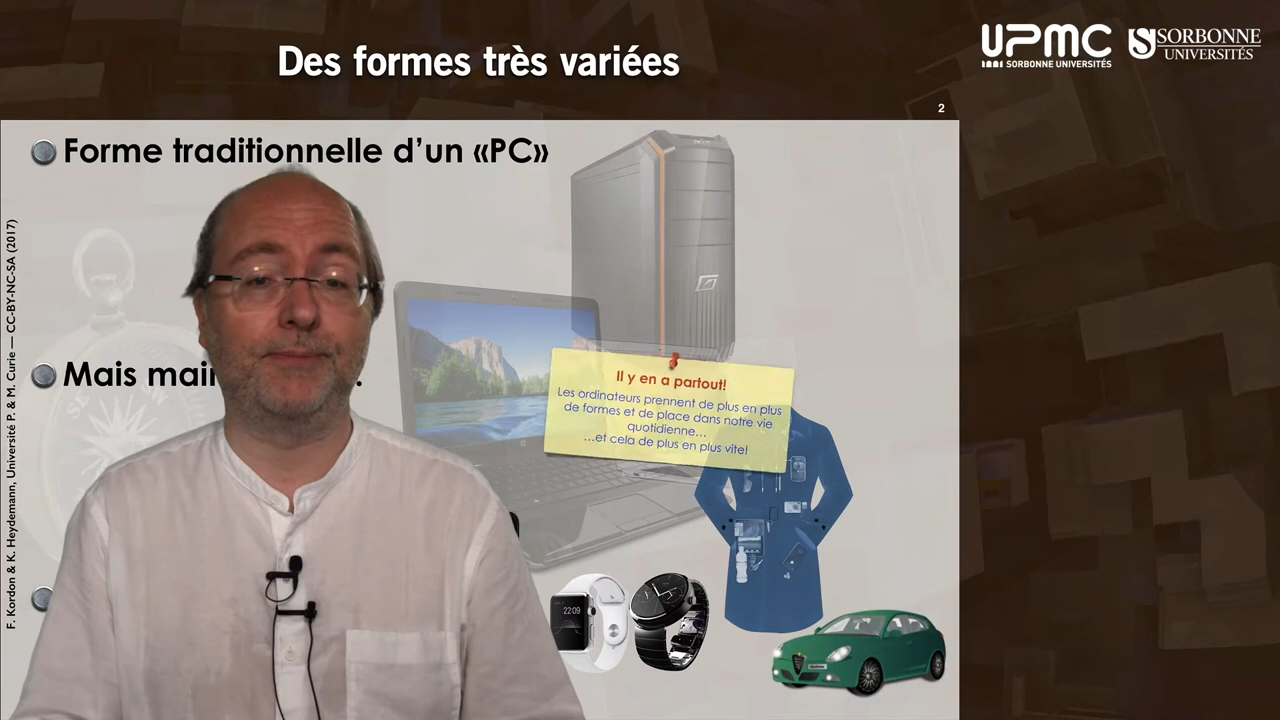 Des formes très variées
UPMC
SORBONNE UNIVERSITÉS
SORBONNE
UNIVERSITÉS
2
Forme traditionnelle d’un «PC»
F. Kordon & K. Heydemann, Université P. & M. Curie — CC-BY-NC-SA (2017)
Mais
Il y en a partout!
Les ordinateurs prennent de plus en plus
de formes et de place dans notre vie
quotidienne...
...et cela de plus en plus vite!
22:09